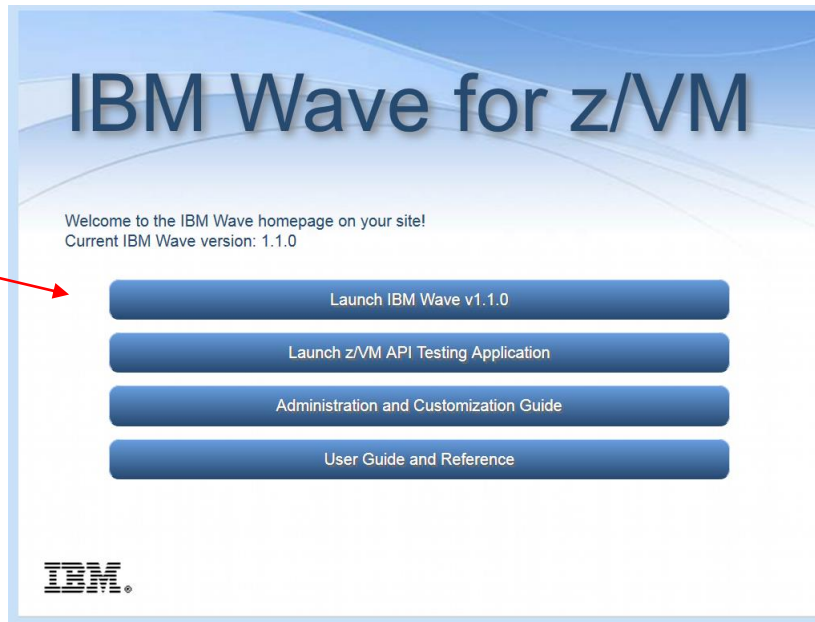 IBM Wave for z/VM
Welcome to the IBM Wave homepage on your site!
Current IBM Wave version: 1.1.0
Launch IBM Wave v1.1.0
Launch z/VM API Testing Application
Administration and Customization Guide
User Guide and Reference
IBM®